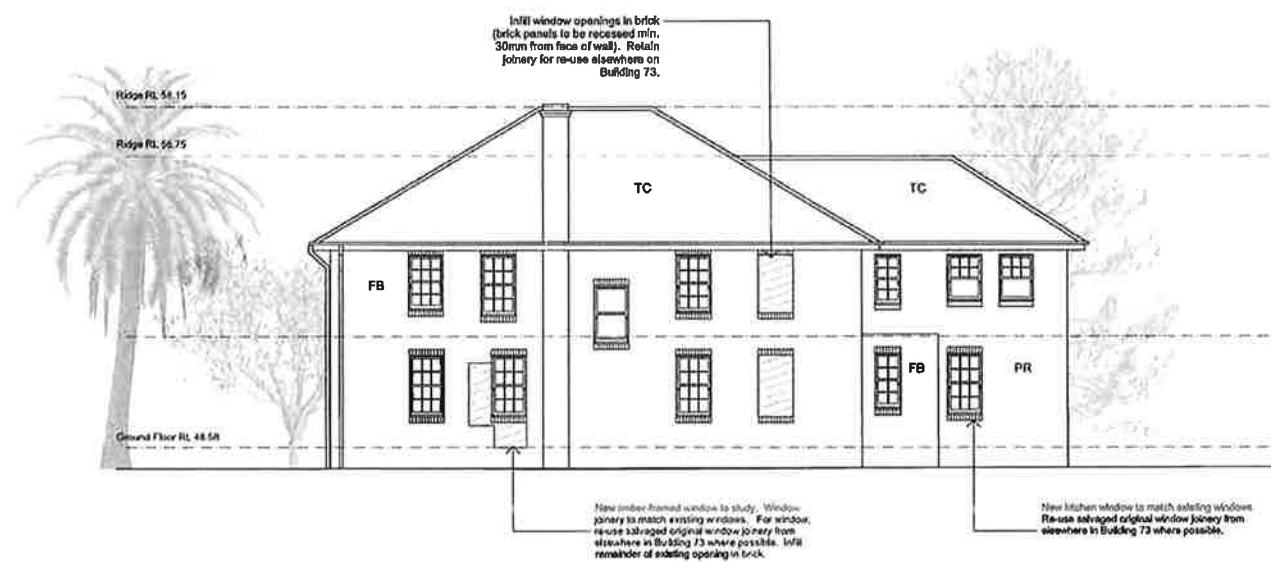 Infill window openings in brick
(brick panels to be recessed min.
30mm from face of wall). Retain
joinery for re-use elsewhere on
Building 73.
Ridge RL 58.15
Ridge RL 56.75
TC
TC
FB
FB
PR
Ground Floor RL 48.58
New timber-framed window to study. Window
joinery to match existing windows. For window,
re-use salvaged original window joinery from
elsewhere in Building 73 where possible. Infill
remainder of existing opening in brick.
New kitchen window to match existing windows.
Re-use salvaged original window joinery from
elsewhere in Building 73 where possible.